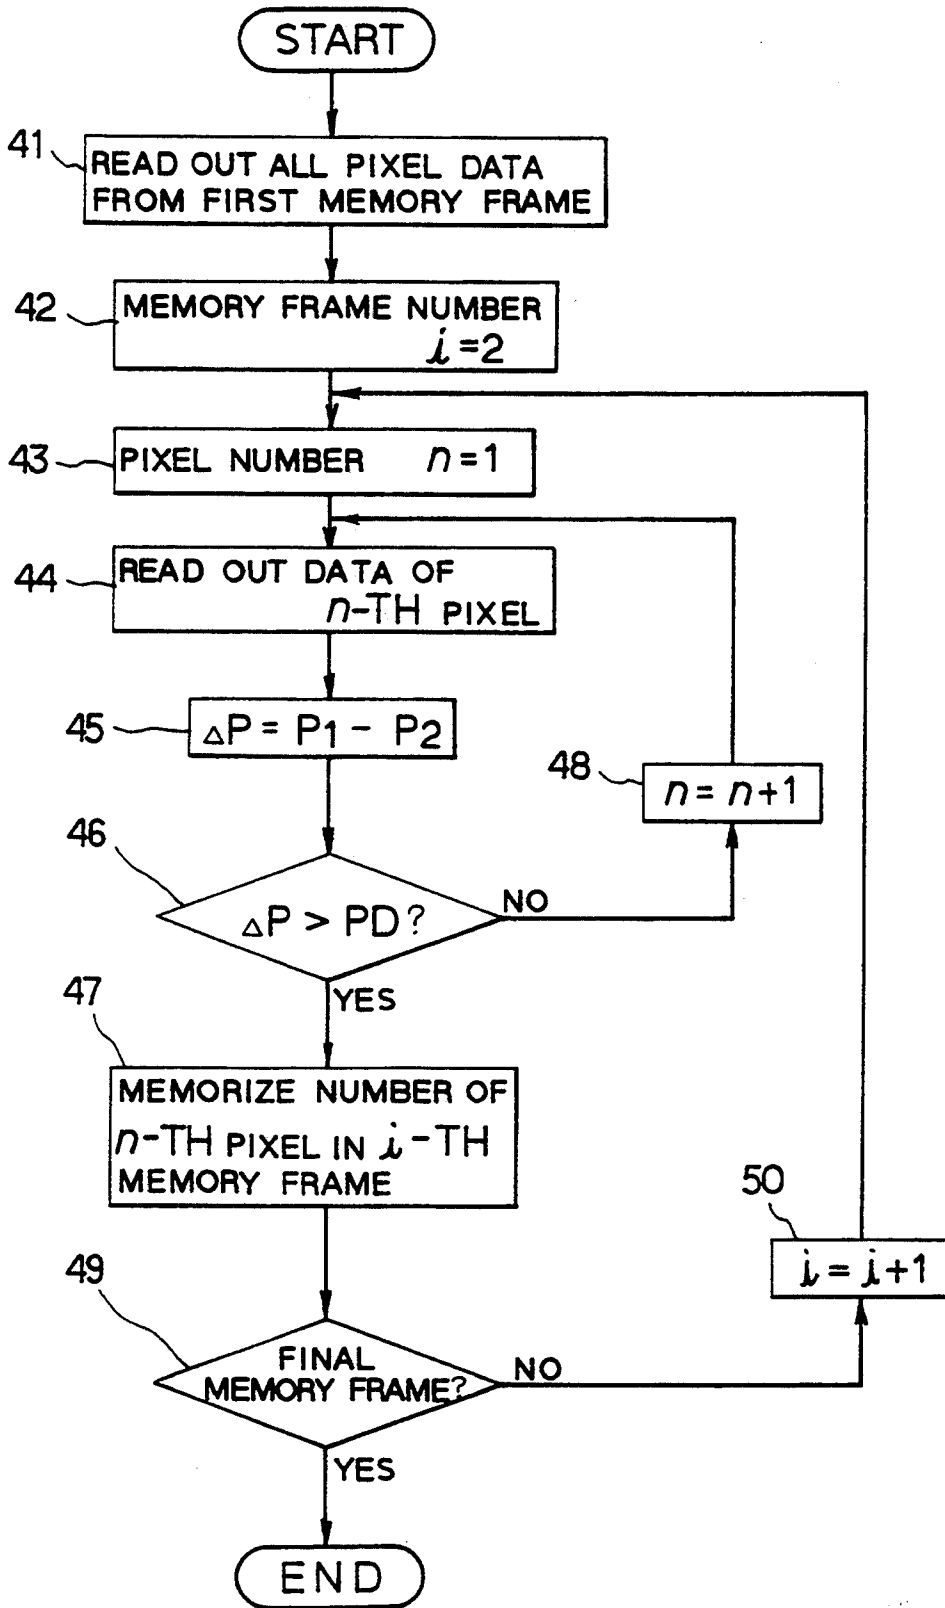 START
41
READ OUT ALL PIXEL DATA
FROM FIRST MEMORY FRAME
42
MEMORY FRAME NUMBER
i=2
43
PIXEL NUMBER n=1
44
READ OUT DATA OF
n-TH PIXEL
45
△P = P1 - P2
48
n = n+1
46
△P > PD?
NO
YES
47
MEMORIZE NUMBER OF
n-TH PIXEL IN i-TH
MEMORY FRAME
50
i = i+1
49
FINAL
MEMORY FRAME?
NO
YES
END